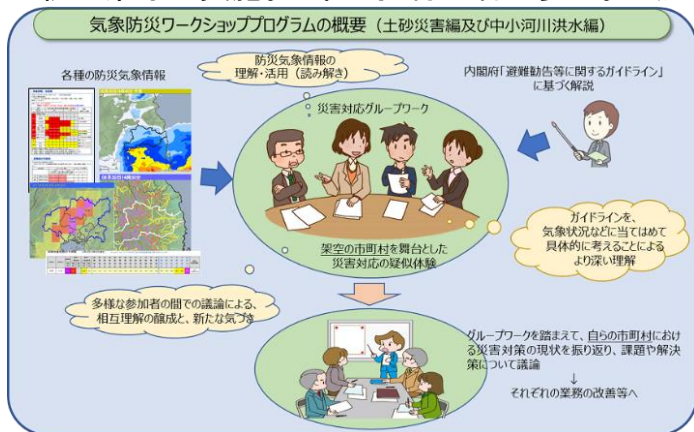 気象防災ワークショッププログラムの概要（土砂災害編及び中小河川洪水編）
各種の防災気象情報
防災気象情報の
理解・活用（読み解き）
内閣府「避難勧告等に関するガイドライン」
に基づく解説
災害対応グループワーク
架空の市町村を舞台とした
災害対応の疑似体験
ガイドラインを、
気象状況などに当てはめて
具体的に考えることによる
より深い理解
多様な参加者の間での議論による、
相互理解の醸成と、新たな気づき
グループワークを踏まえて、自らの市町村におけ
る災害対策の現状を振り返り、課題や解決
策について議論
↓
それぞれの業務の改善等へ